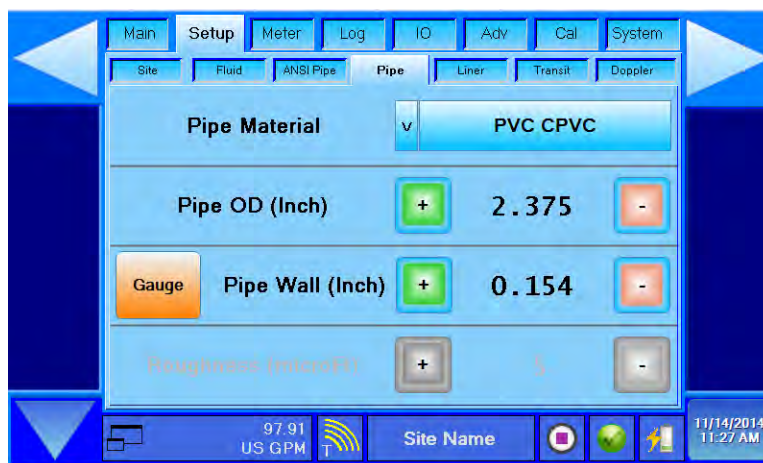 Main Setup Meter Log IO Adv Cal System
Site Fluid ANSI Pipe Pipe Liner Transit Doppler
Pipe Material v PVC CPVC
Pipe OD (Inch) + 2.375 -
Gauge Pipe Wall (Inch) + 0.154 -
+ -
97.91
US GPM T Site Name
11/14/2014
11:27 AM